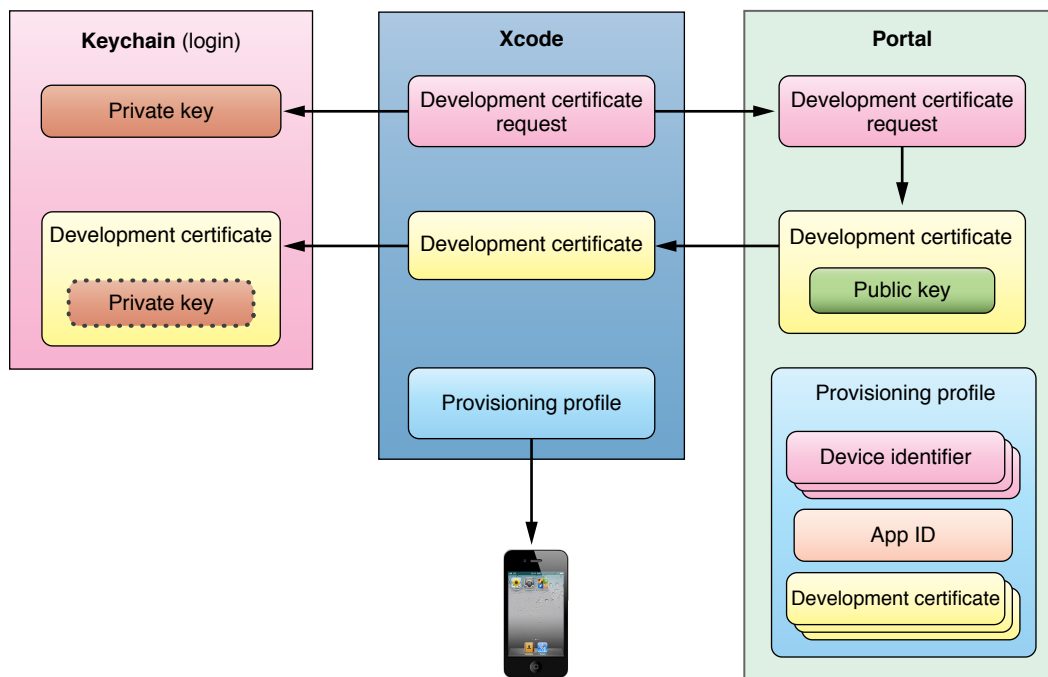 Keychain (login)
Private key
Development certificate
Private key
Xcode
Development certificate
request
Development certificate
Provisioning profile
Portal
Development certificate
request
Development certificate
Public key
Provisioning profile
Device identifier
App ID
Development certificate